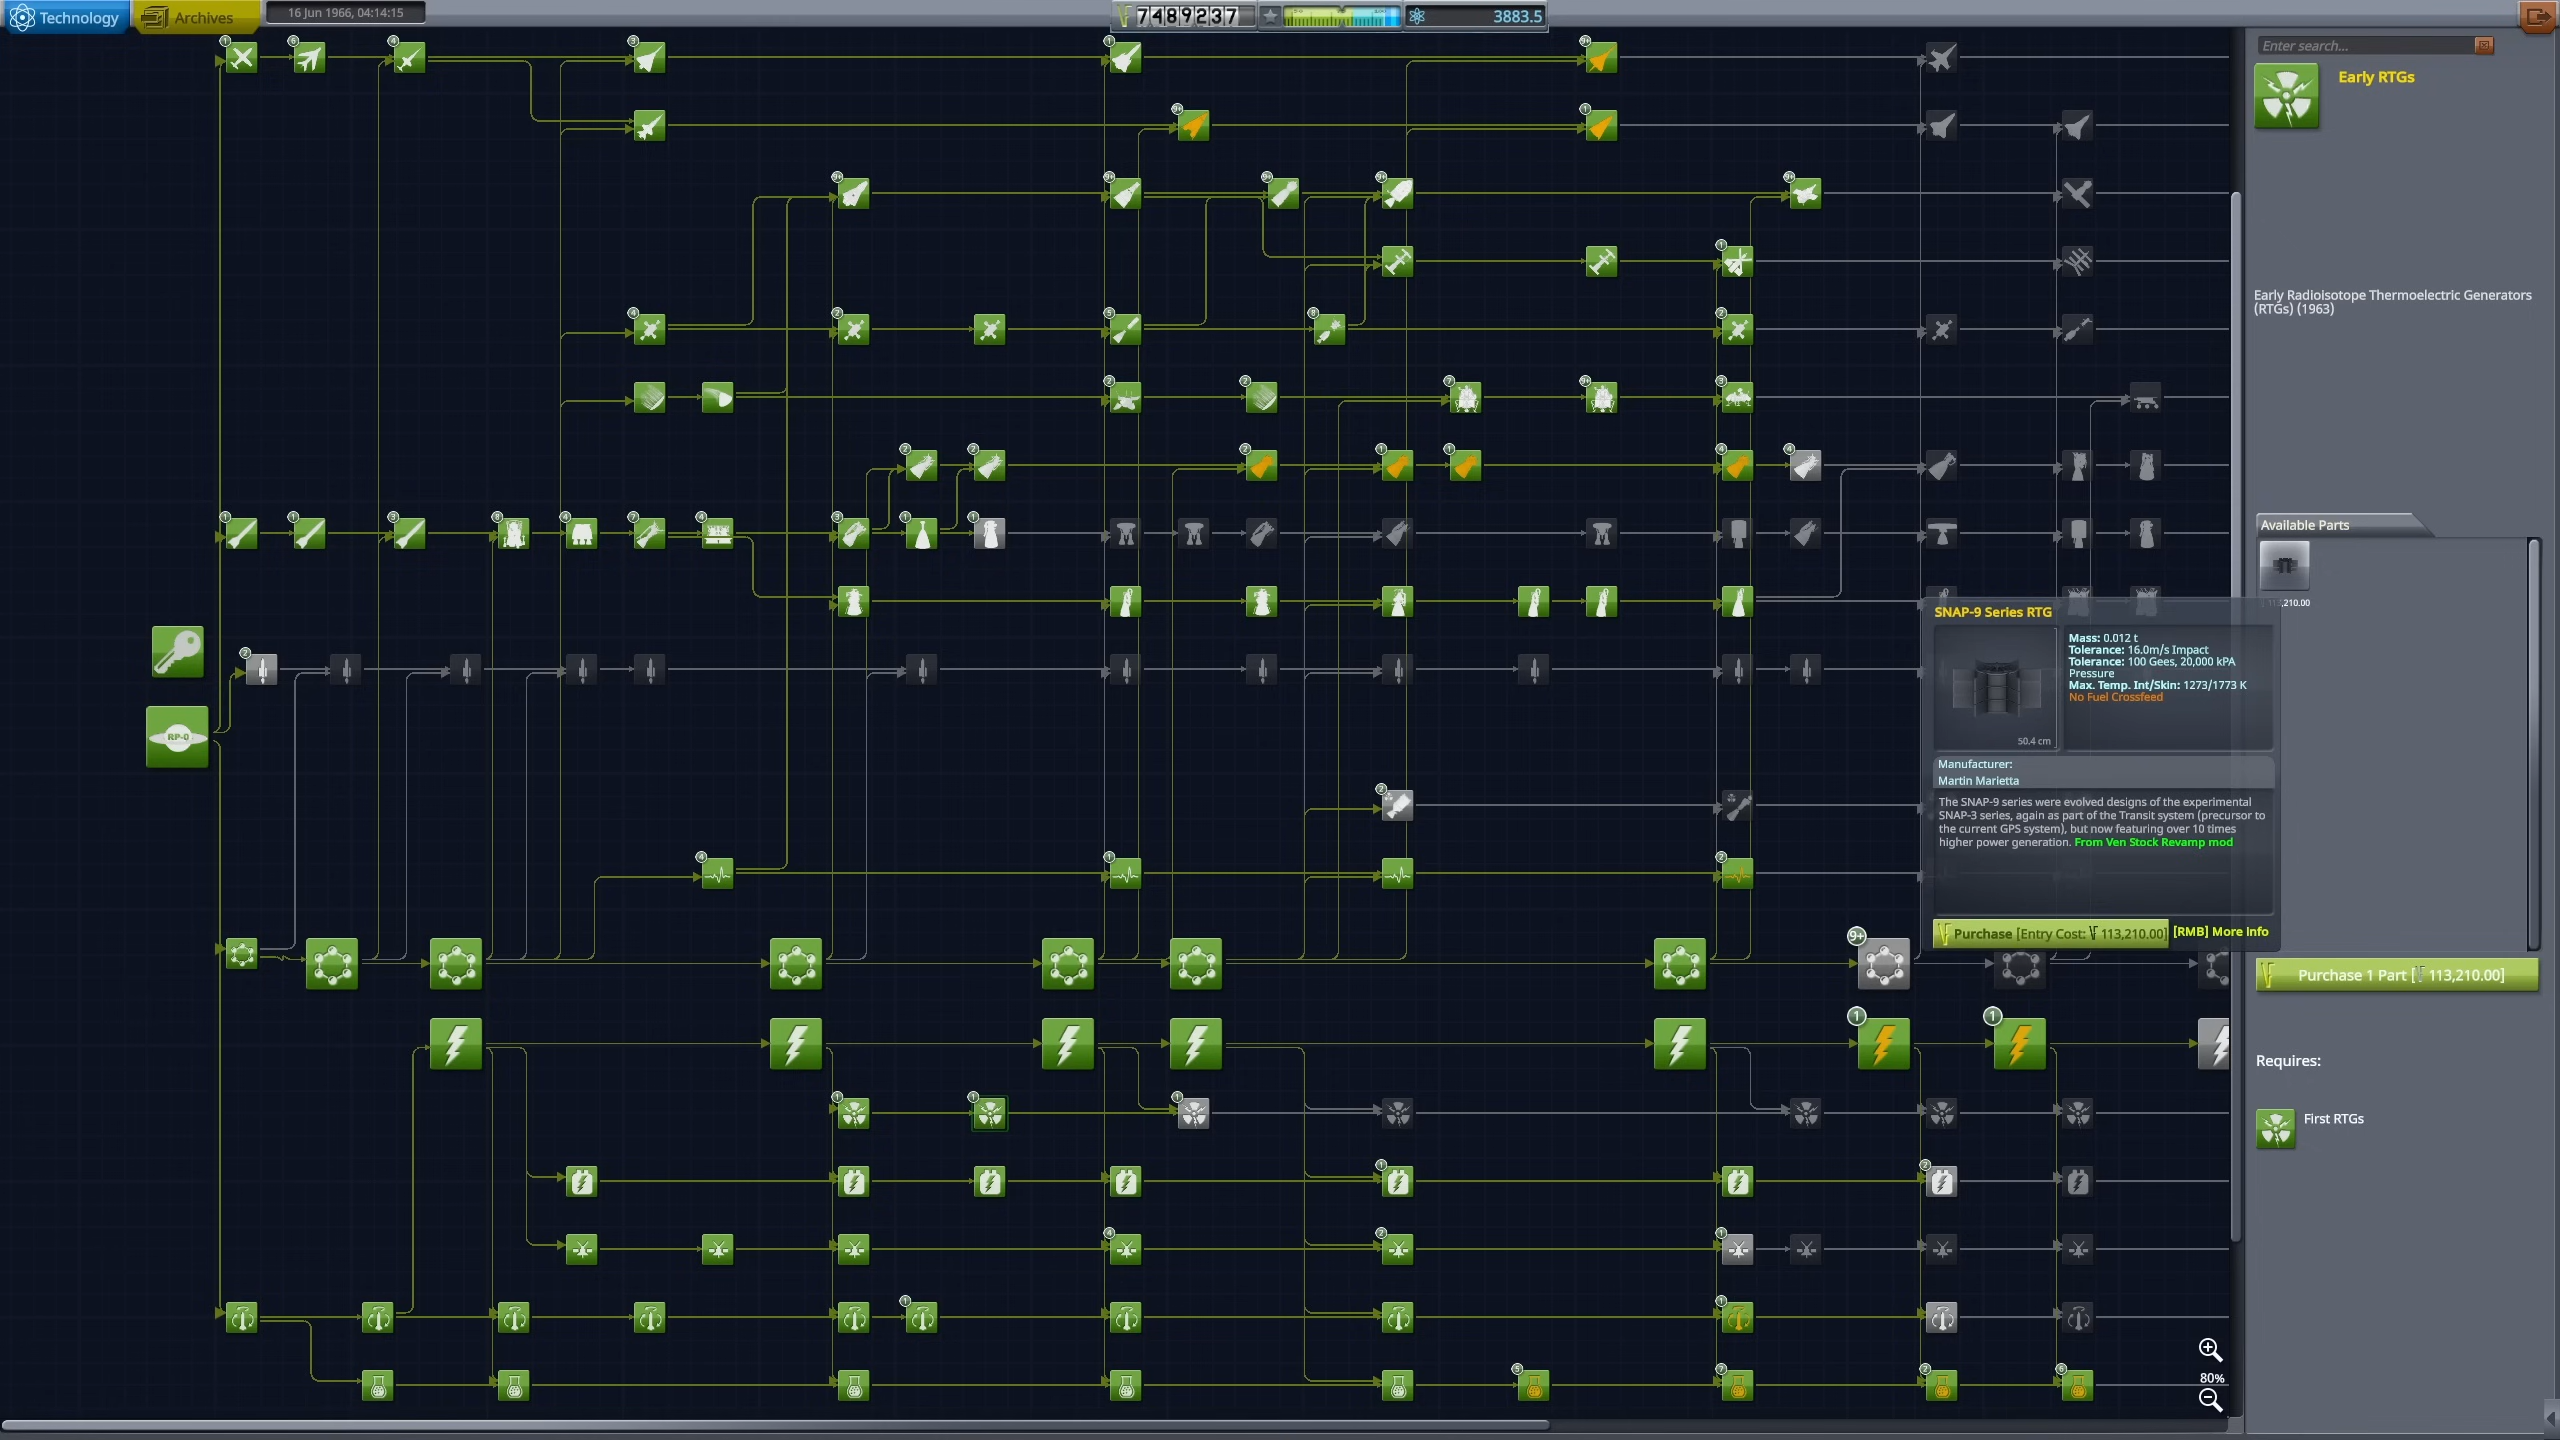 Technology
Archives
16 Jun 1966, 04:14:15
7489237
3883.5
Enter search...
Early RTGs
Early Radioisotope Thermoelectric Generators
(RTGs) (1963)
Available Parts
113,210.00
RP-0
SNAP-9 Series RTG
Mass: 0.012 t
Tolerance: 16.0m/s Impact
Tolerance: 100 Gees, 20,000 kPA
Pressure
Max. Temp. Int/Skin: 1273/1773 K
No Fuel Crossfeed
50.4 cm
Manufacturer:
Martin Marietta
The SNAP-9 series were evolved designs of the experimental
SNAP-3 series, again as part of the Transit system (precursor to
the current GPS system), but now featuring over 10 times
higher power generation. From Ven Stock Revamp mod
Purchase [Entry Cost: 113,210.00]
[RMB] More Info
Purchase 1 Part [ 113,210.00]
Requires:
First RTGs
80%